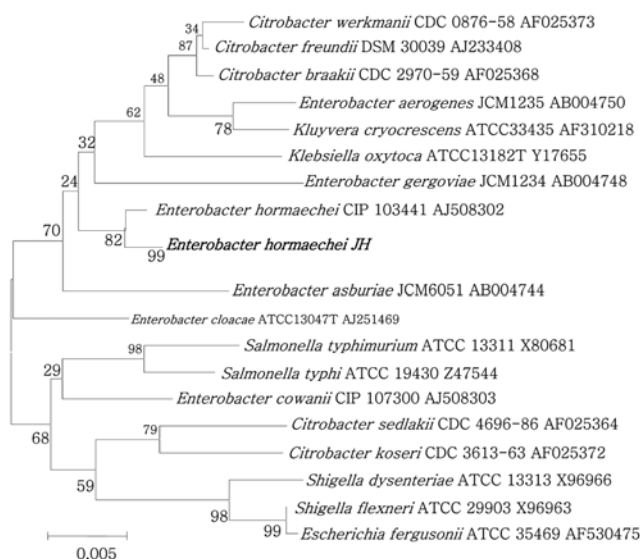 34 Citrobacter werkmanii CDC 0876-58 AF025373
87 Citrobacter freundii DSM 30039 AJ233408
Citrobacter braakii CDC 2970-59 AF025368
48
Enterobacter aerogenes JCM1235 AB004750
62
78 Kluyvera cryocrescens ATCC33435 AF310218
32
Klebsiella oxytoca ATCC13182T Y17655
24
Enterobacter gergoviae JCM1234 AB004748
Enterobacter hormaechei CIP 103441 AJ508302
70
82
99 Enterobacter hormaechei JH
Enterobacter asburiae JCM6051 AB004744
Enterobacter cloacae ATCC13047T AJ251469
98 Salmonella typhimurium ATCC 13311 X80681
29
Salmonella typhi ATCC 19430 Z47544
Enterobacter cowanii CIP 107300 AJ508303
68
79 Citrobacter sedlakii CDC 4696-86 AF025364
Citrobacter koseri CDC 3613-63 AF025372
59
Shigella dysenteriae ATCC 13313 X96966
98
Shigella flexneri ATCC 29903 X96963
99 Escherichia fergusonii ATCC 35469 AF530475
0.005